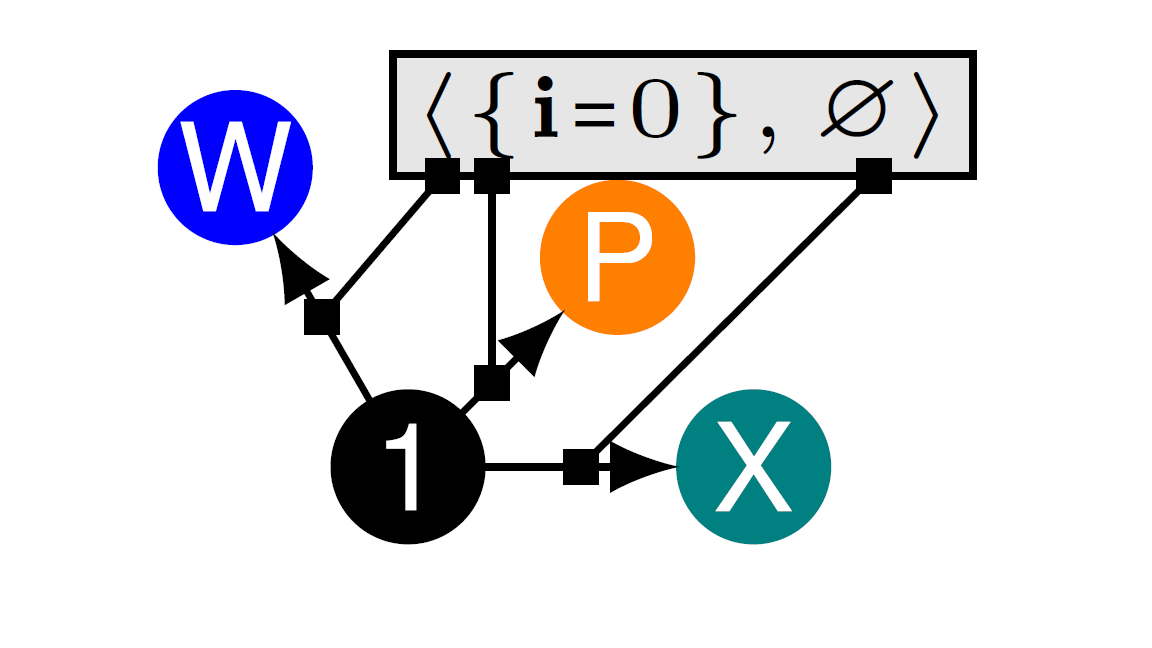 ⟨{i=0}, ∅⟩
W
P
1
X